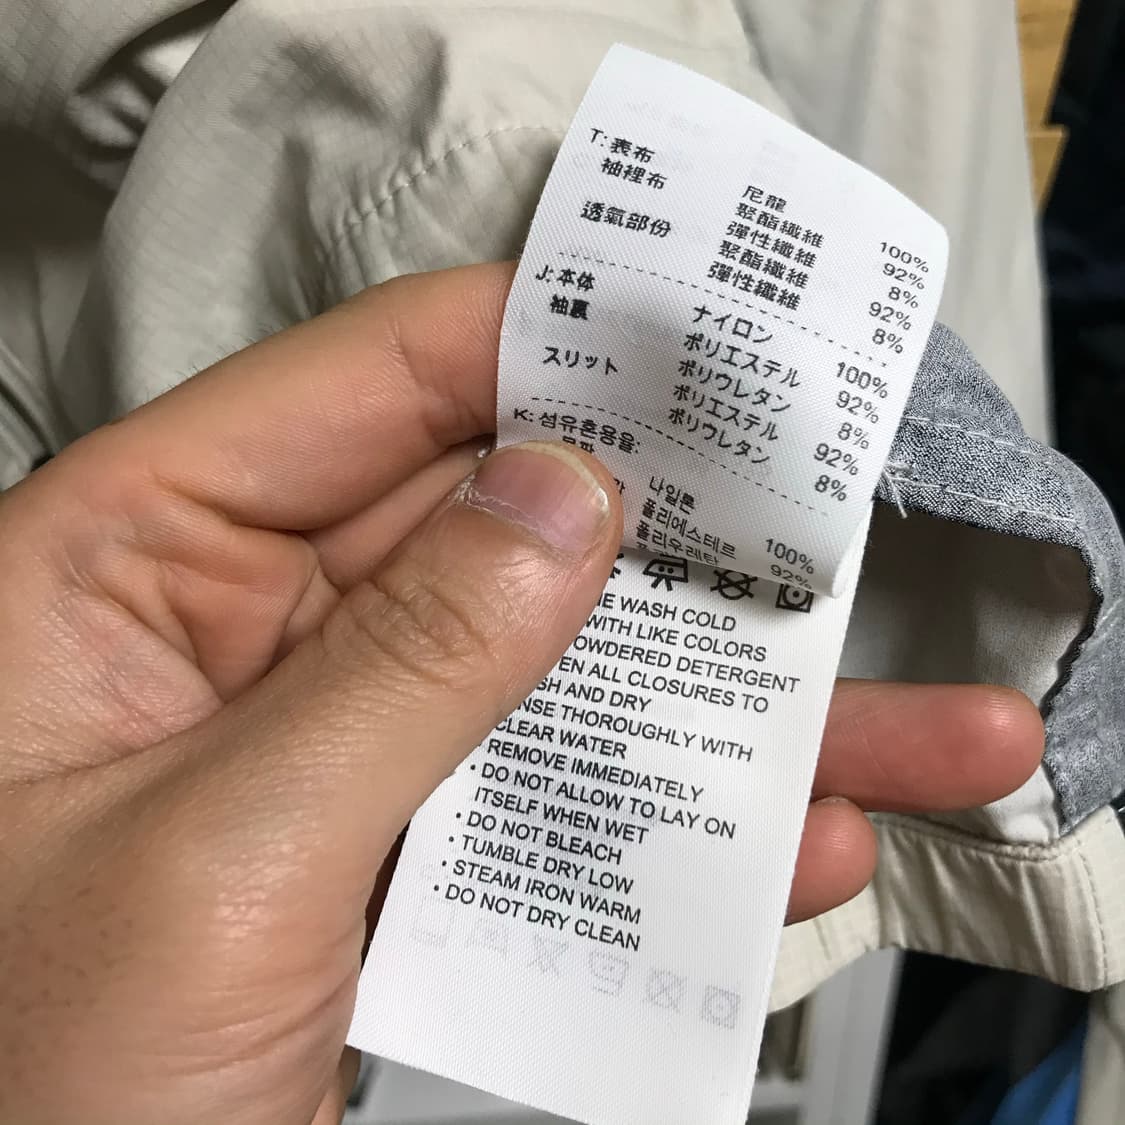 T: 表布 尼龍 100%
袖裡布 聚酯纖維 92%
彈性纖維 8%
透氣部份 聚酯纖維 92%
彈性纖維 8%
J: 本体 ナイロン 100%
袖裏 ポリエステル 92%
ポリウレタン 8%
スリット ポリエステル 92%
ポリウレタン 8%
K: 섬유혼용율:
나일론 100%
폴리에스테르 92%
폴리우레탄
WASH COLD
WITH LIKE COLORS
DETERGENT
ALL CLOSURES TO
AND DRY
THOROUGHLY WITH
CLEAR WATER
REMOVE IMMEDIATELY
• DO NOT ALLOW TO LAY ON
ITSELF WHEN WET
• DO NOT BLEACH
• TUMBLE DRY LOW
• STEAM IRON WARM
• DO NOT DRY CLEAN